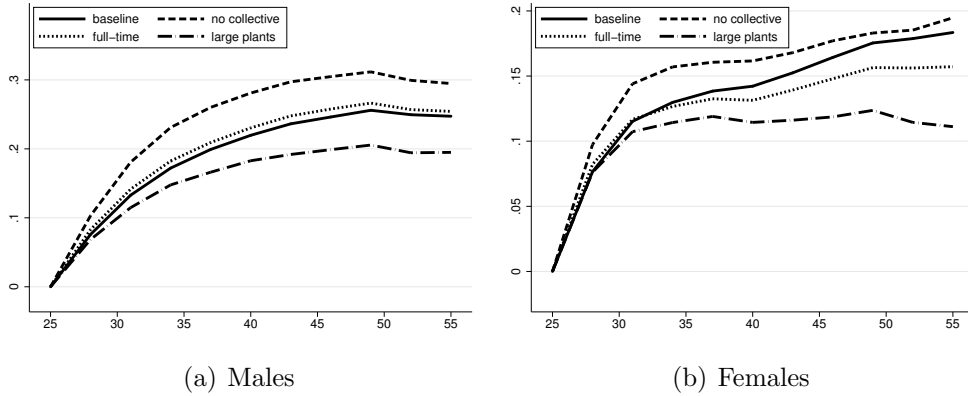 baseline
no collective
full-time
large plants
.3
.2
.1
0
25 30 35 40 45 50 55
(a) Males
baseline
no collective
full-time
large plants
.2
.15
.1
.05
0
25 30 35 40 45 50 55
(b) Females